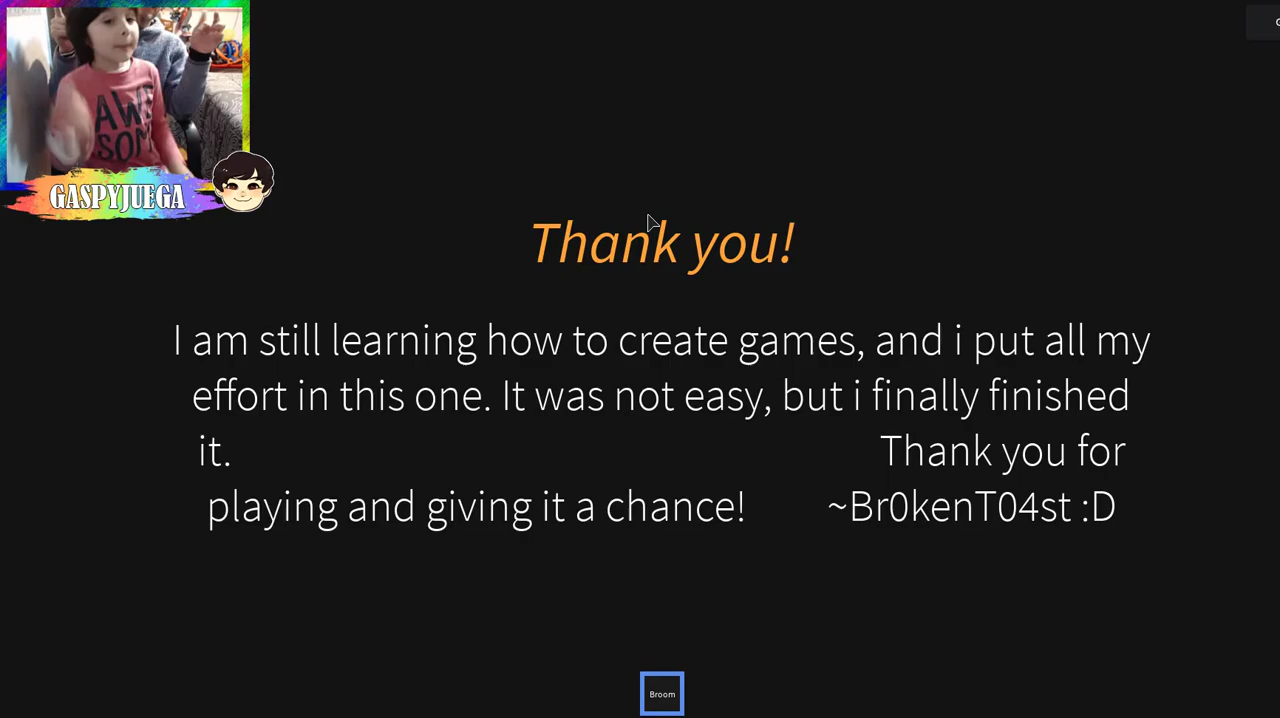 AWE
SOM
GASPYJUEGA
Thank you!
I am still learning how to create games, and i put all my
effort in this one. It was not easy, but i finally finished
it. Thank you for
playing and giving it a chance! ~Br0kenT04st :D
Broom